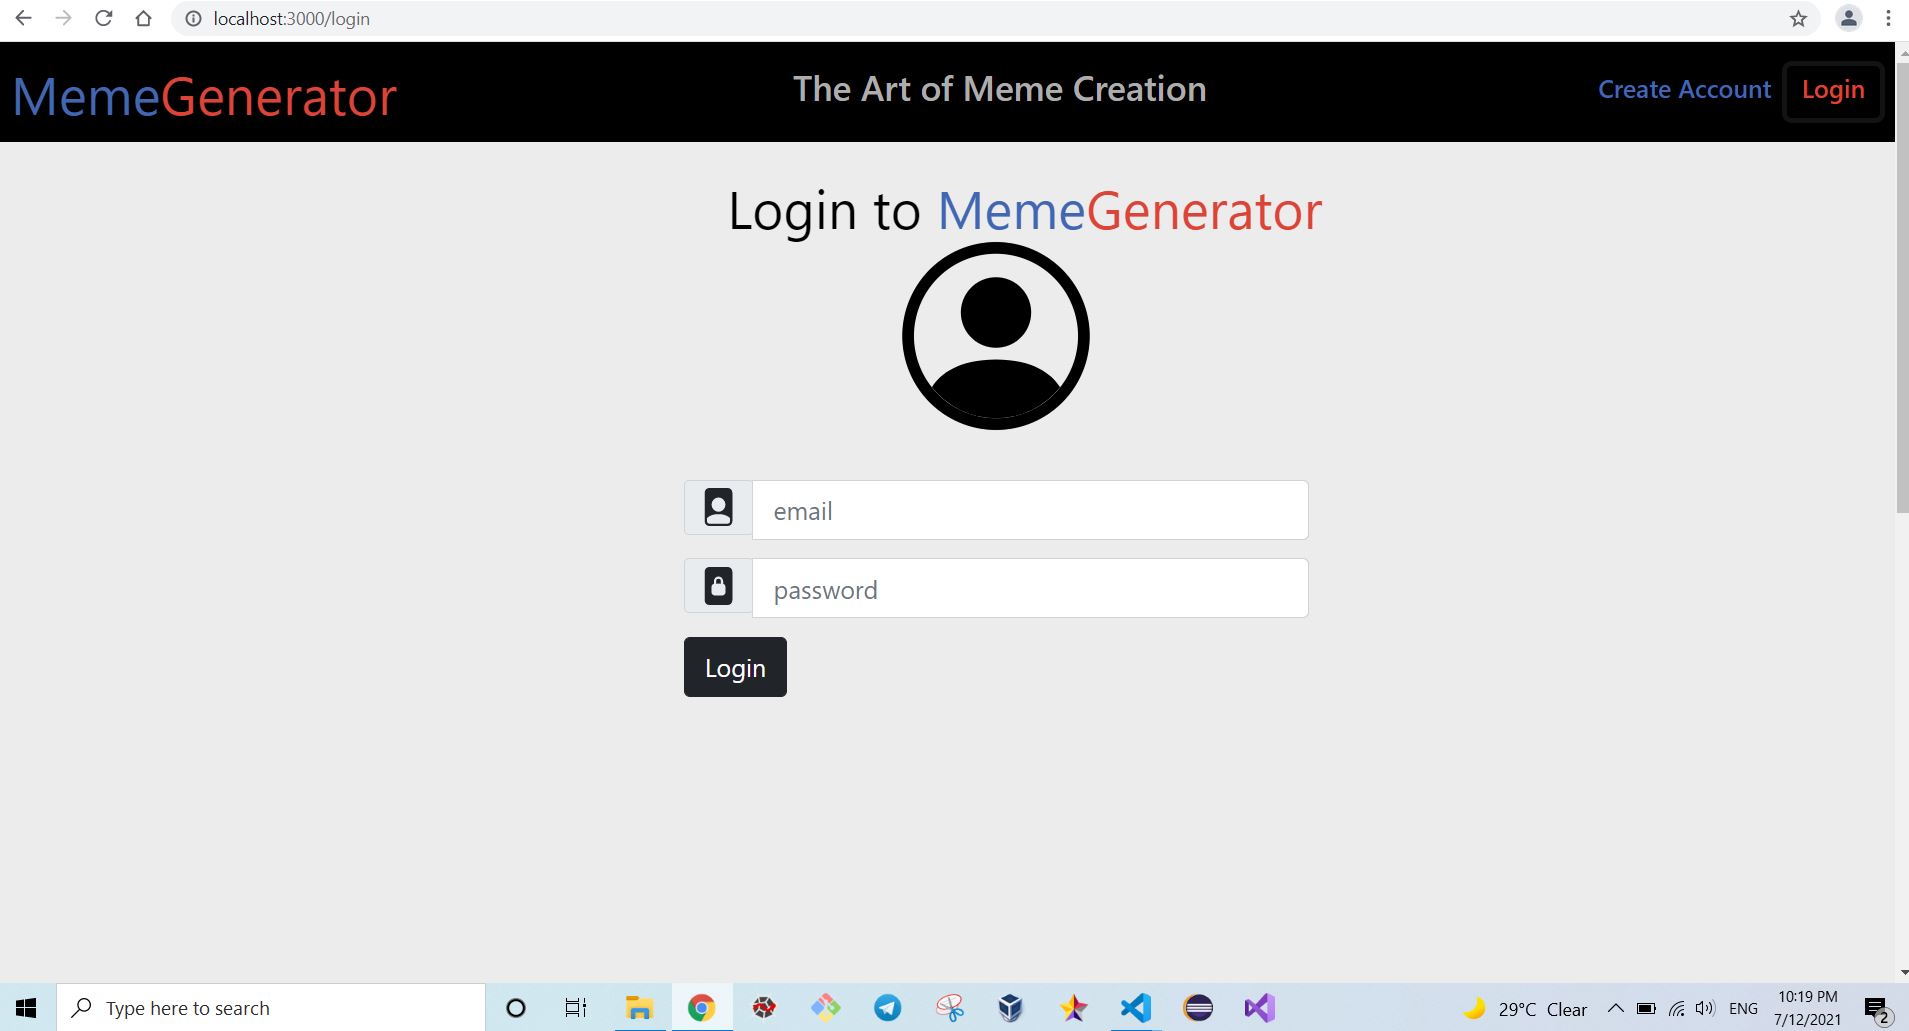 localhost:3000/login
MemeGenerator
The Art of Meme Creation
Create Account
Login
Login to MemeGenerator
email
password
Login
Type here to search
29°C Clear
ENG
10:19 PM
7/12/2021
2